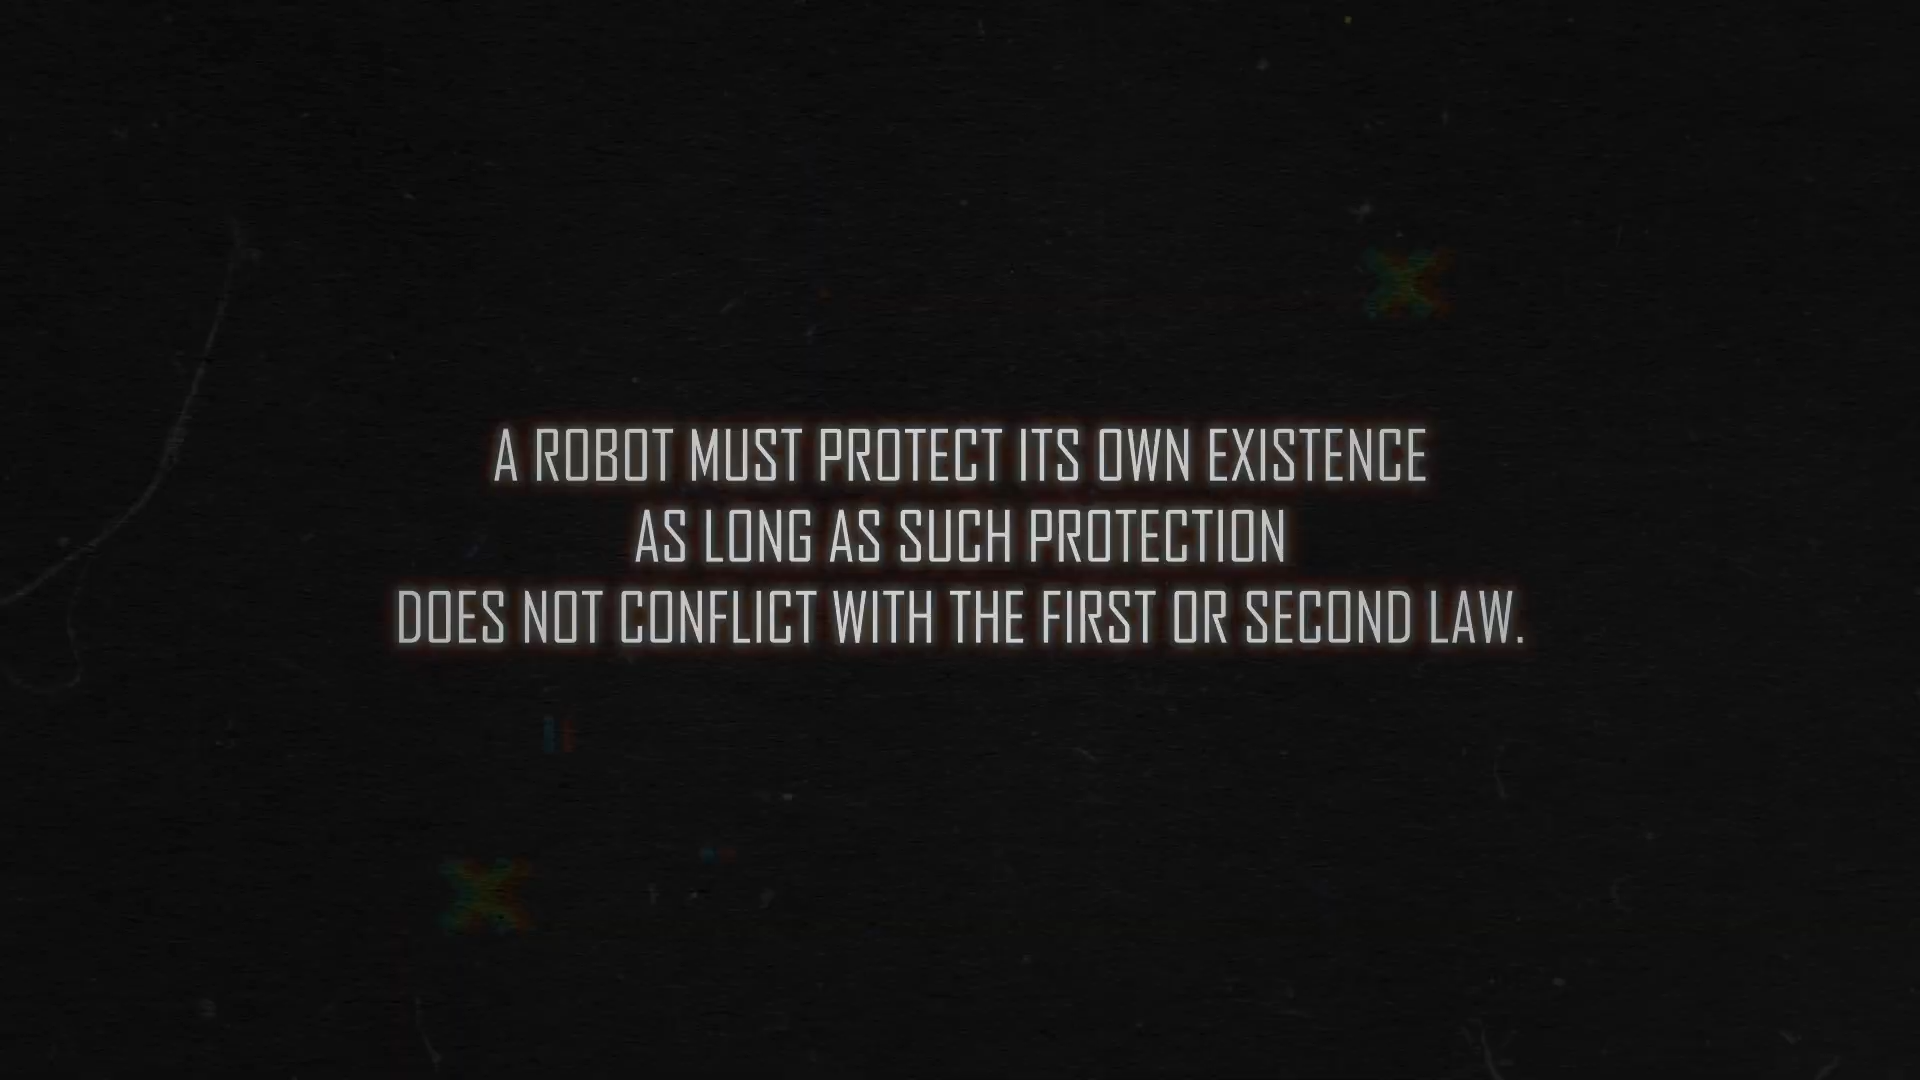 A ROBOT MUST PROTECT ITS OWN EXISTENCE
AS LONG AS SUCH PROTECTION
DOES NOT CONFLICT WITH THE FIRST OR SECOND LAW.